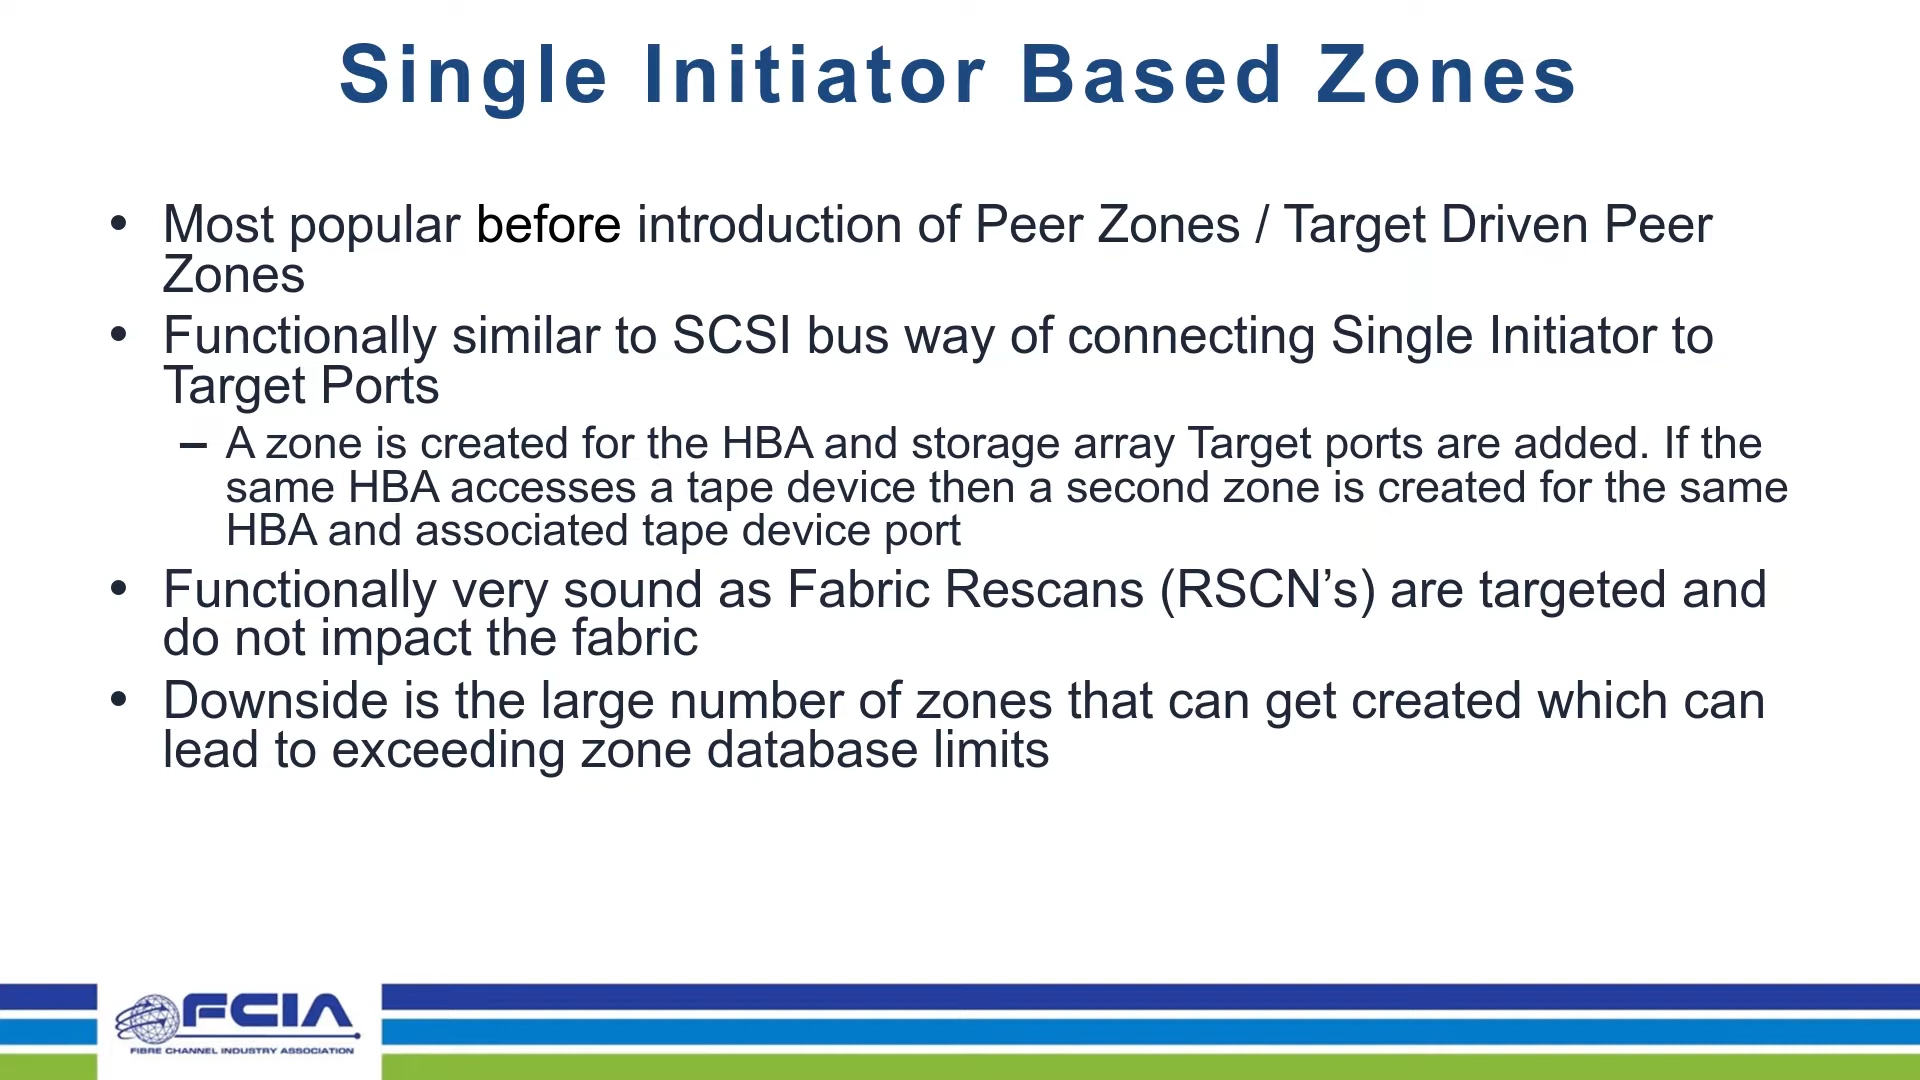 Single Initiator Based Zones
• Most popular before introduction of Peer Zones / Target Driven Peer
Zones
• Functionally similar to SCSI bus way of connecting Single Initiator to
Target Ports
– A zone is created for the HBA and storage array Target ports are added. If the
same HBA accesses a tape device then a second zone is created for the same
HBA and associated tape device port
• Functionally very sound as Fabric Rescans (RSCN’s) are targeted and
do not impact the fabric
• Downside is the large number of zones that can get created which can
lead to exceeding zone database limits
FCIA
FIBRE CHANNEL INDUSTRY ASSOCIATION